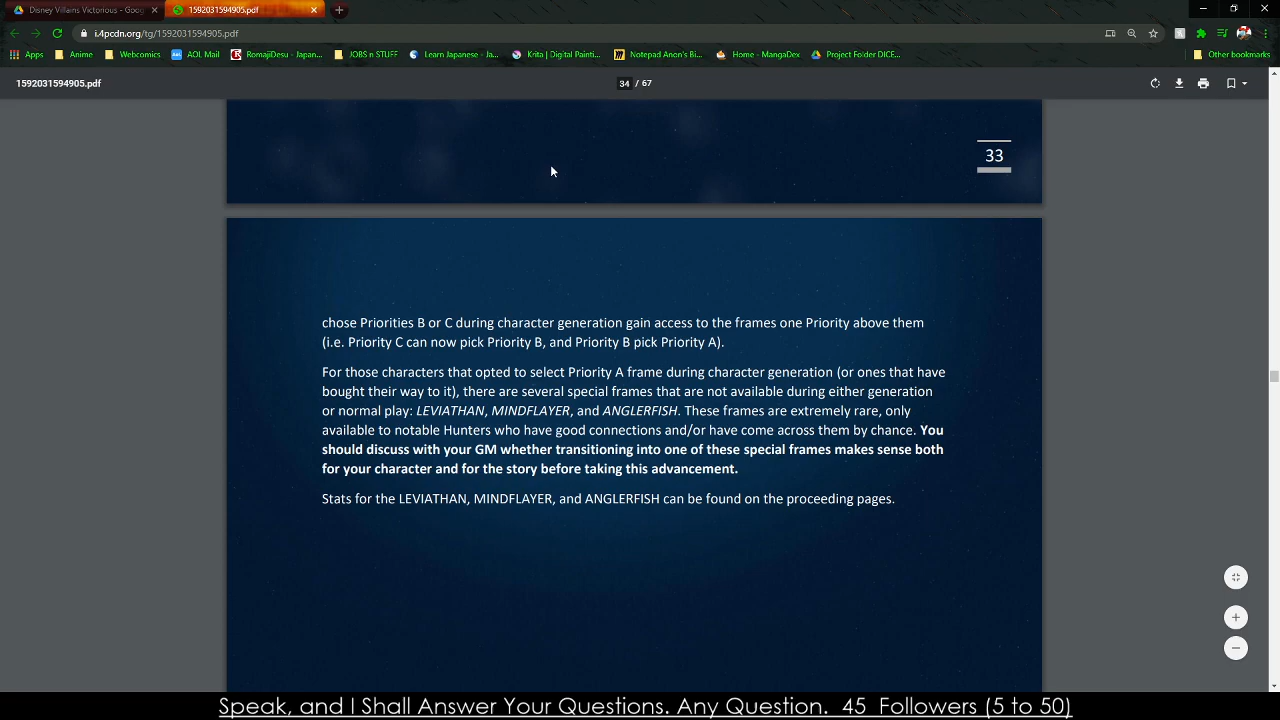 Disney Villains Victorious - Goog
1592031594905.pdf
i.4pcdn.org/tg/1592031594905.pdf
Apps
Anime
Webcomics
AOL Mail
RomajiDesu - Japan...
JOBS n STUFF
Learn Japanese - Ja...
Krita | Digital Painti...
Notepad Anon's Bi...
Home - MangaDex
Project Folder DICE...
Other bookmarks
1592031594905.pdf
34 / 67
33
chose Priorities B or C during character generation gain access to the frames one Priority above them
(i.e. Priority C can now pick Priority B, and Priority B pick Priority A).
For those characters that opted to select Priority A frame during character generation (or ones that have
bought their way to it), there are several special frames that are not available during either generation
or normal play: LEVIATHAN, MINDFLAYER, and ANGLERFISH. These frames are extremely rare, only
available to notable Hunters who have good connections and/or have come across them by chance. You
should discuss with your GM whether transitioning into one of these special frames makes sense both
for your character and for the story before taking this advancement.
Stats for the LEVIATHAN, MINDFLAYER, and ANGLERFISH can be found on the proceeding pages.
Speak, and I Shall Answer Your Questions. Any Question. 45 Followers (5 to 50)